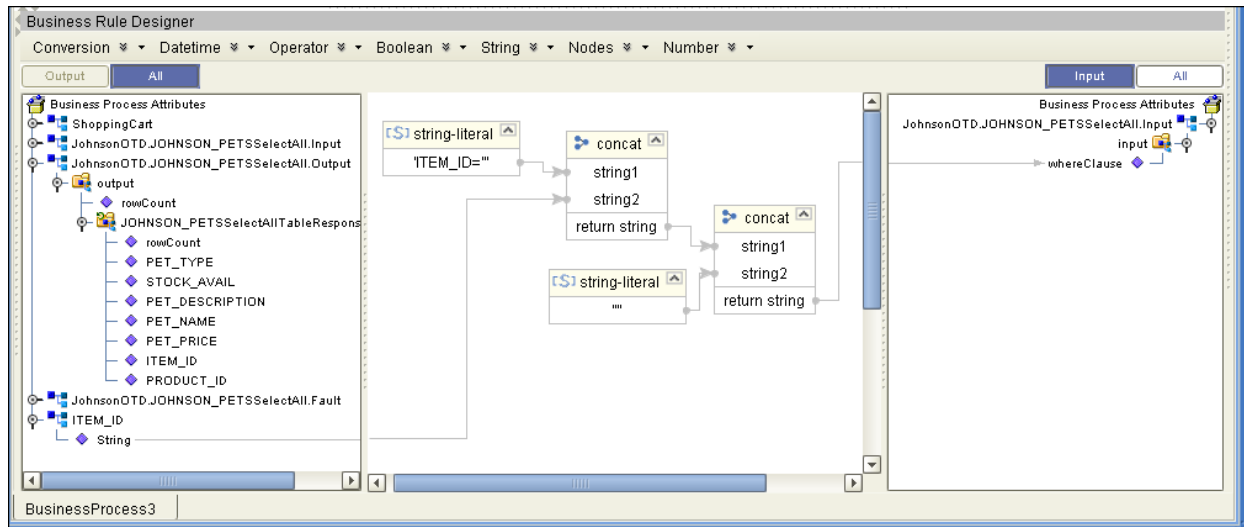 Business Rule Designer
Conversion Datetime Operator Boolean String Nodes Number
Output All Input All
Business Process Attributes
ShoppingCart
JohnsonOTD.JOHNSON_PETSSelectAll.Input
JohnsonOTD.JOHNSON_PETSSelectAll.Output
output
rowCount
JOHNSON_PETSSelectAllTableRespons
rowCount
PET_TYPE
STOCK_AVAIL
PET_DESCRIPTION
PET_NAME
PET_PRICE
ITEM_ID
PRODUCT_ID
JohnsonOTD.JOHNSON_PETSSelectAll.Fault
ITEM_ID
String
[S] string-literal
'ITEM_ID="'
concat
string1
string2
return string
[S] string-literal
'"'
concat
string1
string2
return string
Business Process Attributes
JohnsonOTD.JOHNSON_PETSSelectAll.Input
input
whereClause
BusinessProcess3